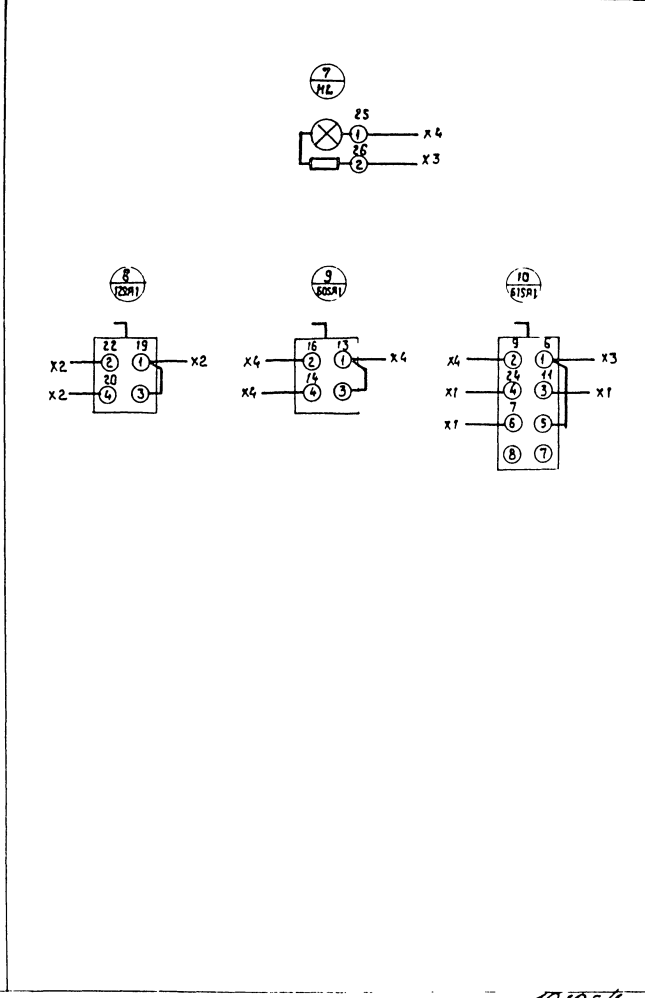 7
HL
25
1 X4
26
2 X3
8
12SA1
9
60SA1
10
61SA1
22 19
X2 2 1 X2
20
X2 4 3
16 13
X4 2 1 X4
14
X4 4 3
9 6
X4 2 1 X3
24 11
X1 4 3 X1
7
X1 6 5
8 7